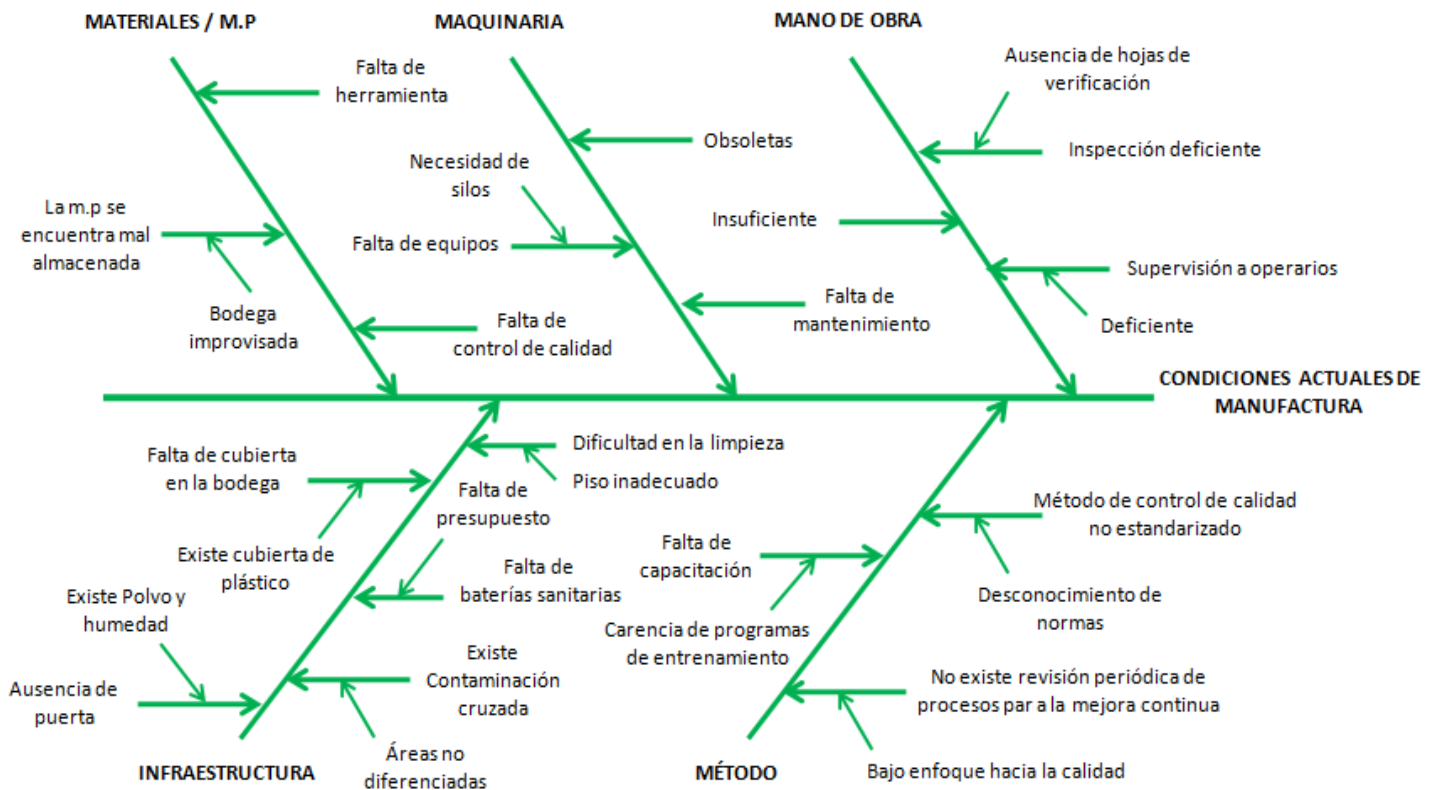 MATERIALES / M.P
MAQUINARIA
MANO DE OBRA
Falta de
herramienta
La m.p se
encuentra mal
almacenada
Bodega
improvisada
Falta de
control de calidad
Obsoletas
Necesidad de
silos
Falta de equipos
Falta de
mantenimiento
Ausencia de hojas de
verificación
Inspección deficiente
Insuficiente
Supervisión a operarios
Deficiente
CONDICIONES ACTUALES DE
MANUFACTURA
Dificultad en la limpieza
Piso inadecuado
Falta de cubierta
en la bodega
Existe cubierta de
plástico
Falta de
presupuesto
Falta de
baterías sanitarias
Existe Polvo y
humedad
Ausencia de
puerta
Existe
Contaminación
cruzada
Áreas no
diferenciadas
INFRAESTRUCTURA
Método de control de calidad
no estandarizado
Desconocimiento de
normas
Falta de
capacitación
Carencia de programas
de entrenamiento
No existe revisión periódica de
procesos par a la mejora continua
Bajo enfoque hacia la calidad
MÉTODO